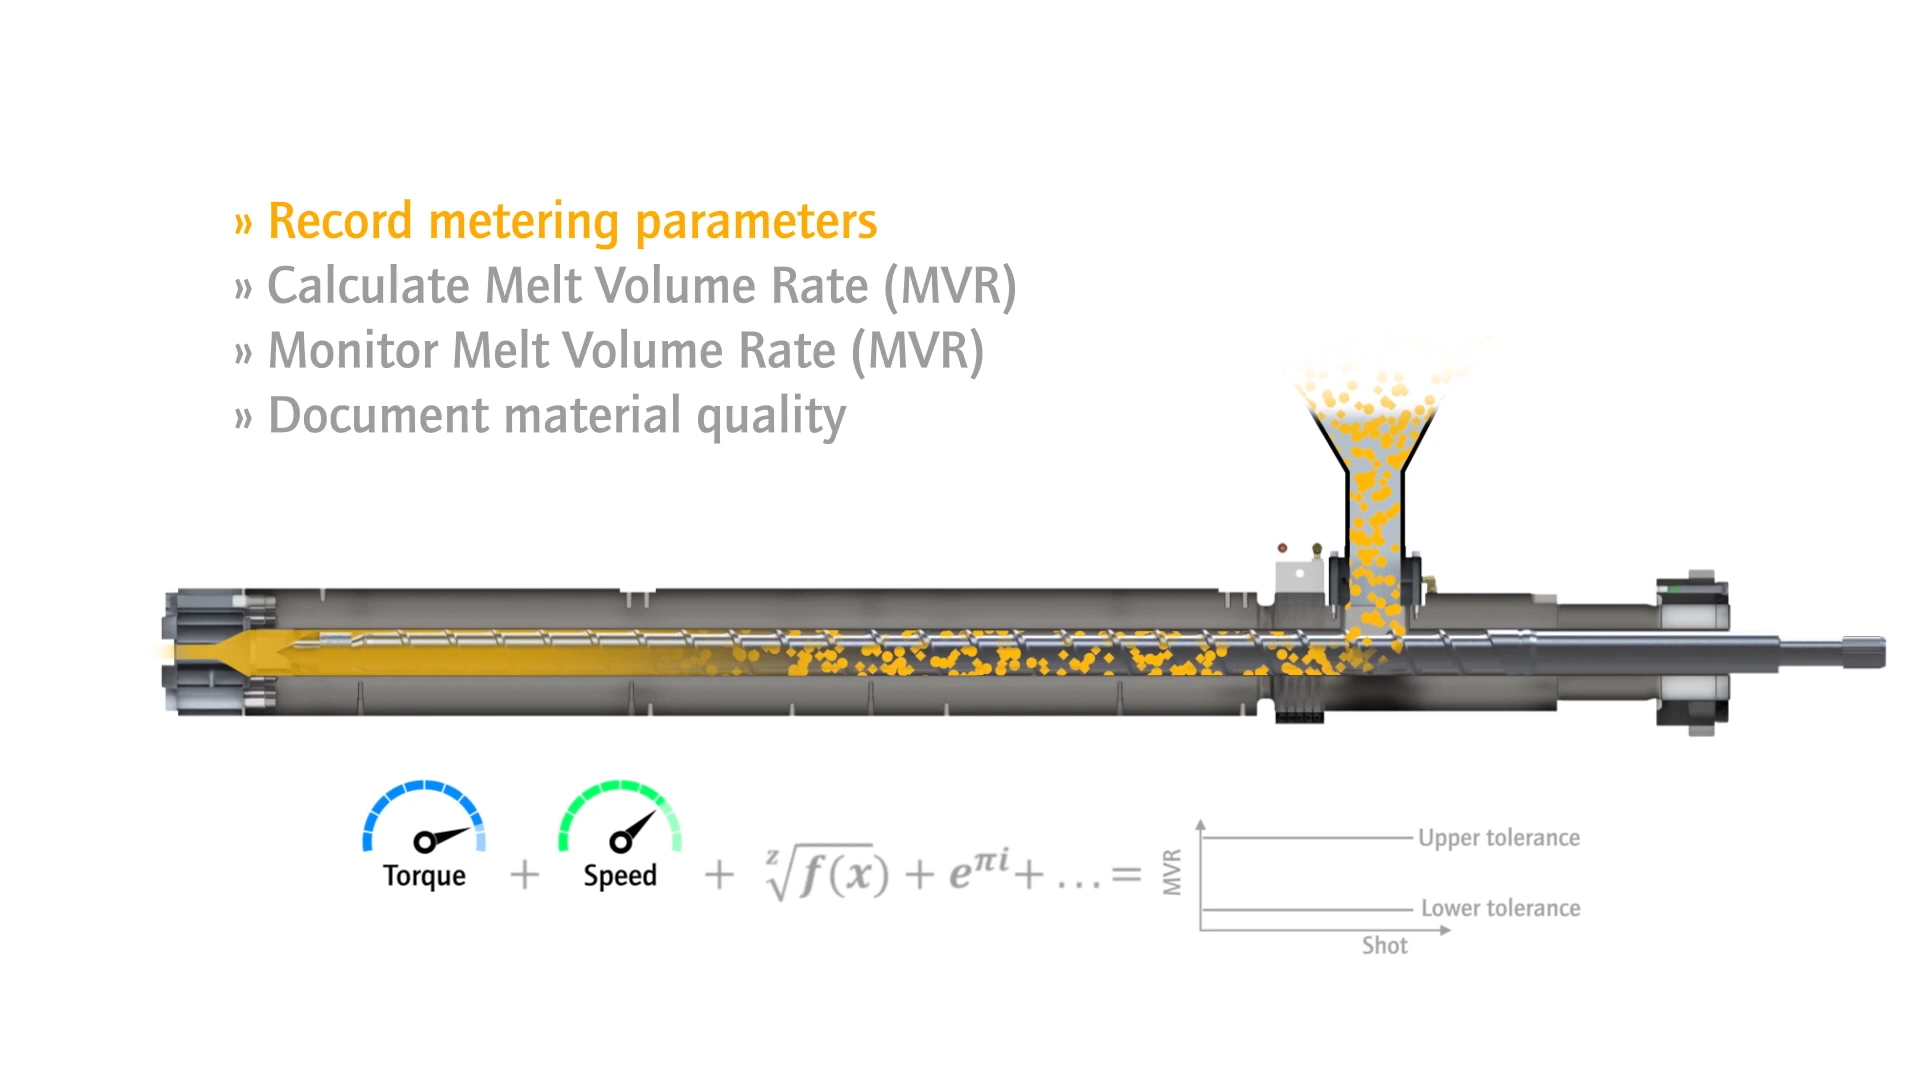 » Record metering parameters
» Calculate Melt Volume Rate (MVR)
» Monitor Melt Volume Rate (MVR)
» Document material quality
Torque + Speed + ᶻ√f(x) + e^πi + ... =
MVR
Upper tolerance
Lower tolerance
Shot